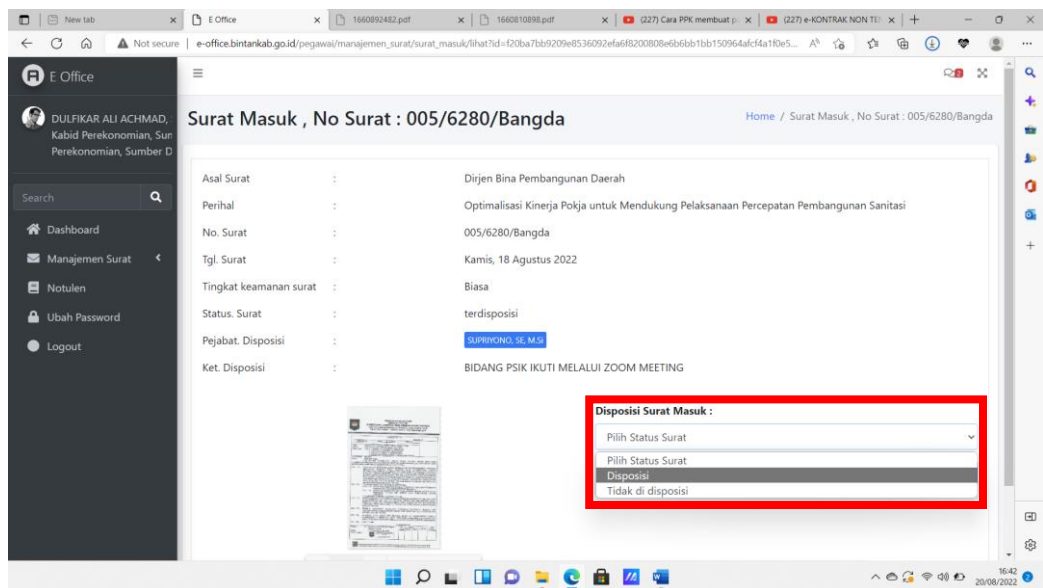 New tab
E Office
1660892482.pdf
1660810898.pdf
(227) Cara PPK membuat p
(227) e-KONTRAK NON TE
Not secure | e-office.bintankab.go.id/pegawai/manajemen_surat/surat_masuk/lihat?id=
E Office
DULFIKAR ALI ACHMAD,
Kabid Perekonomian, Sun
Perekonomian, Sumber D
Search
Dashboard
Manajemen Surat
Notulen
Ubah Password
Logout
Surat Masuk , No Surat : 005/6280/Bangda
Home / Surat Masuk , No Surat : 005/6280/Bangda
Asal Surat : Dirjen Bina Pembangunan Daerah
Perihal : Optimalisasi Kinerja Pokja untuk Mendukung Pelaksanaan Percepatan Pembangunan Sanitasi
No. Surat : 005/6280/Bangda
Tgl. Surat : Kamis, 18 Agustus 2022
Tingkat keamanan surat : Biasa
Status. Surat : terdisposisi
Pejabat. Disposisi : SUPRIYONO, SE, M.Si
Ket. Disposisi : BIDANG PSIK IKUTI MELALUI ZOOM MEETING
Disposisi Surat Masuk :
Pilih Status Surat
Pilih Status Surat
Disposisi
Tidak di disposisi
16:42
20/08/2022